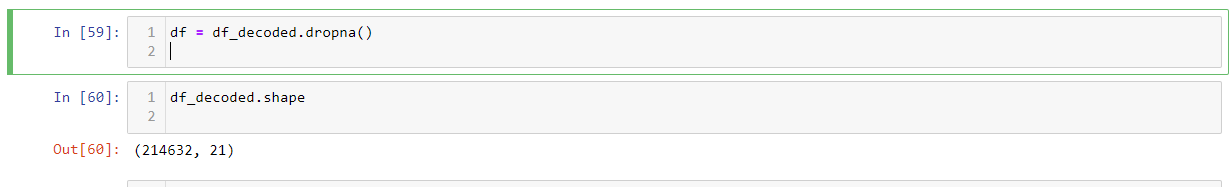 In [59]:
1 df = df_decoded.dropna()
2
In [60]:
1 df_decoded.shape
2
Out[60]: (214632, 21)